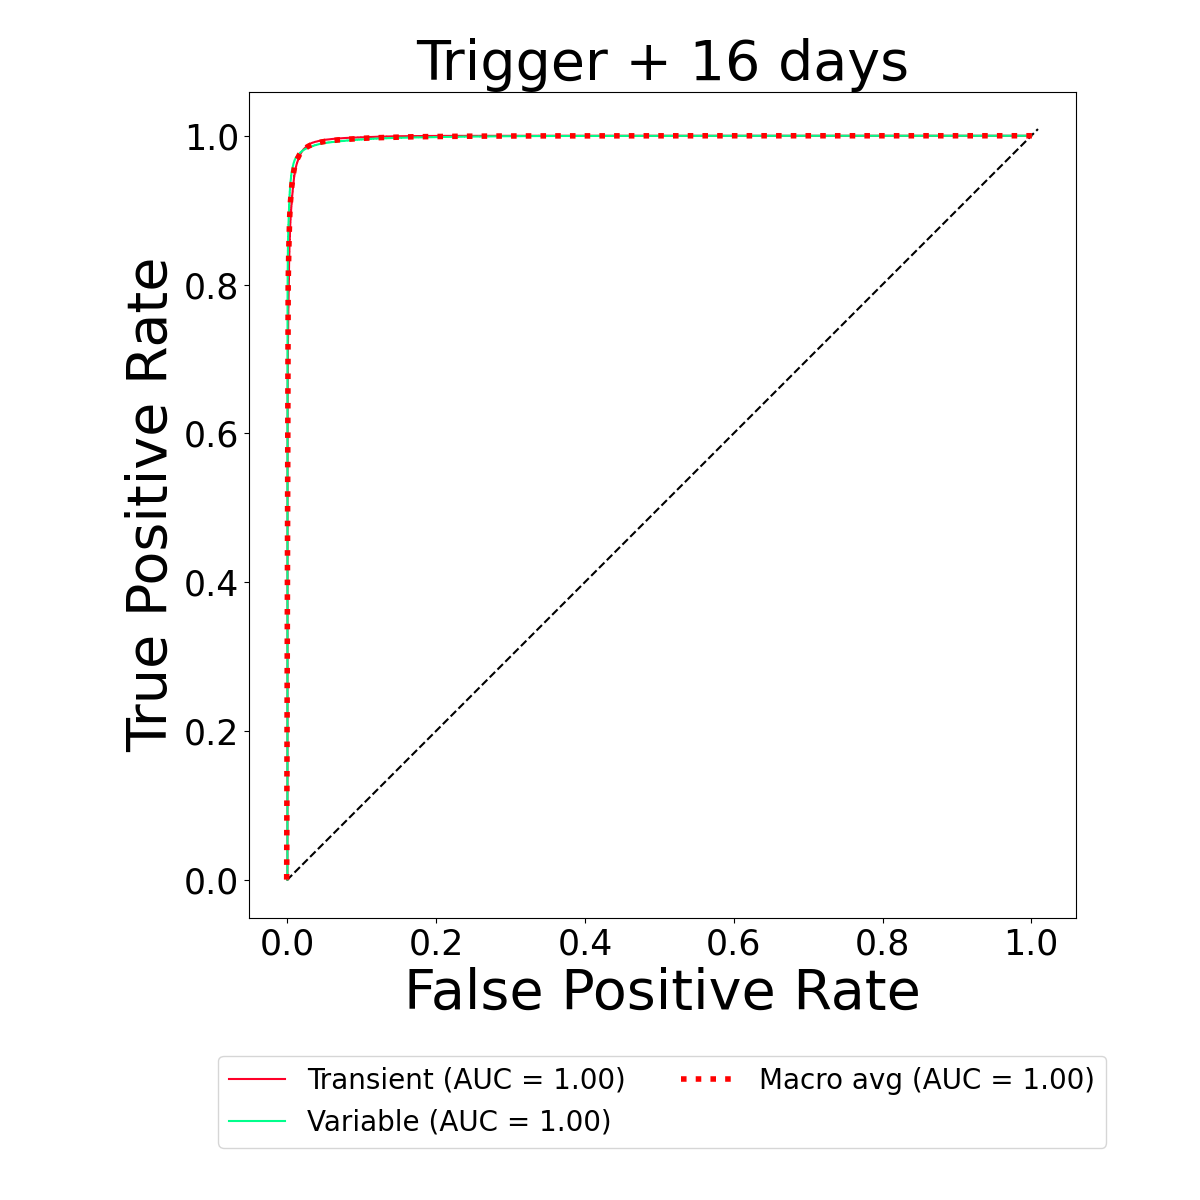 Trigger + 16 days
True Positive Rate
1.0
0.8
0.6
0.4
0.2
0.0
0.0 0.2 0.4 0.6 0.8 1.0
False Positive Rate
Transient (AUC = 1.00)
Variable (AUC = 1.00)
Macro avg (AUC = 1.00)